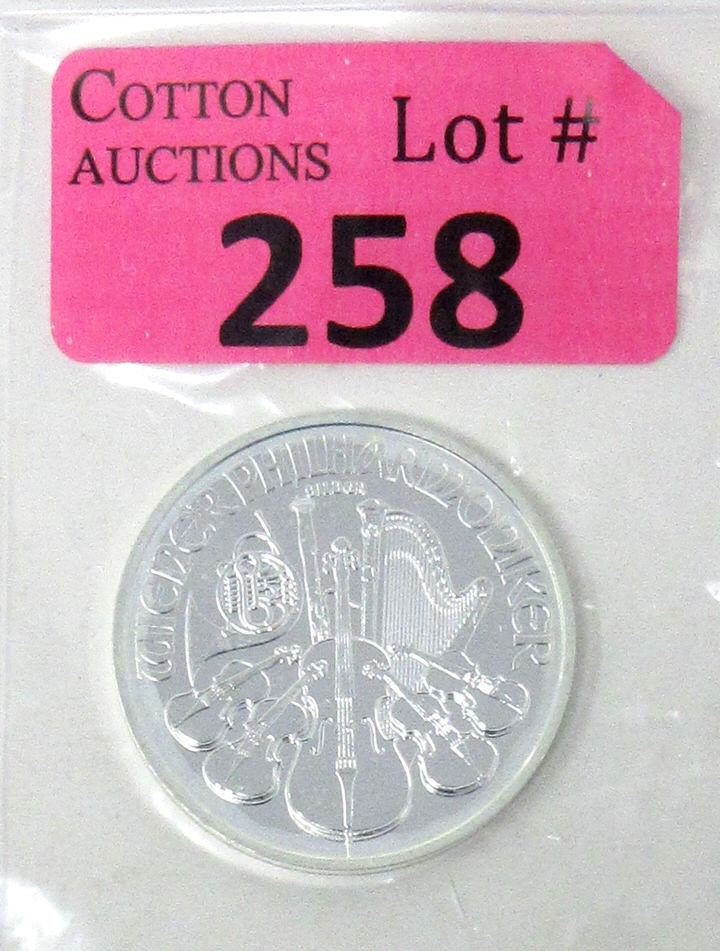 COTTON
AUCTIONS
Lot #
258
WIENER PHILHARMONIKER
SILBER